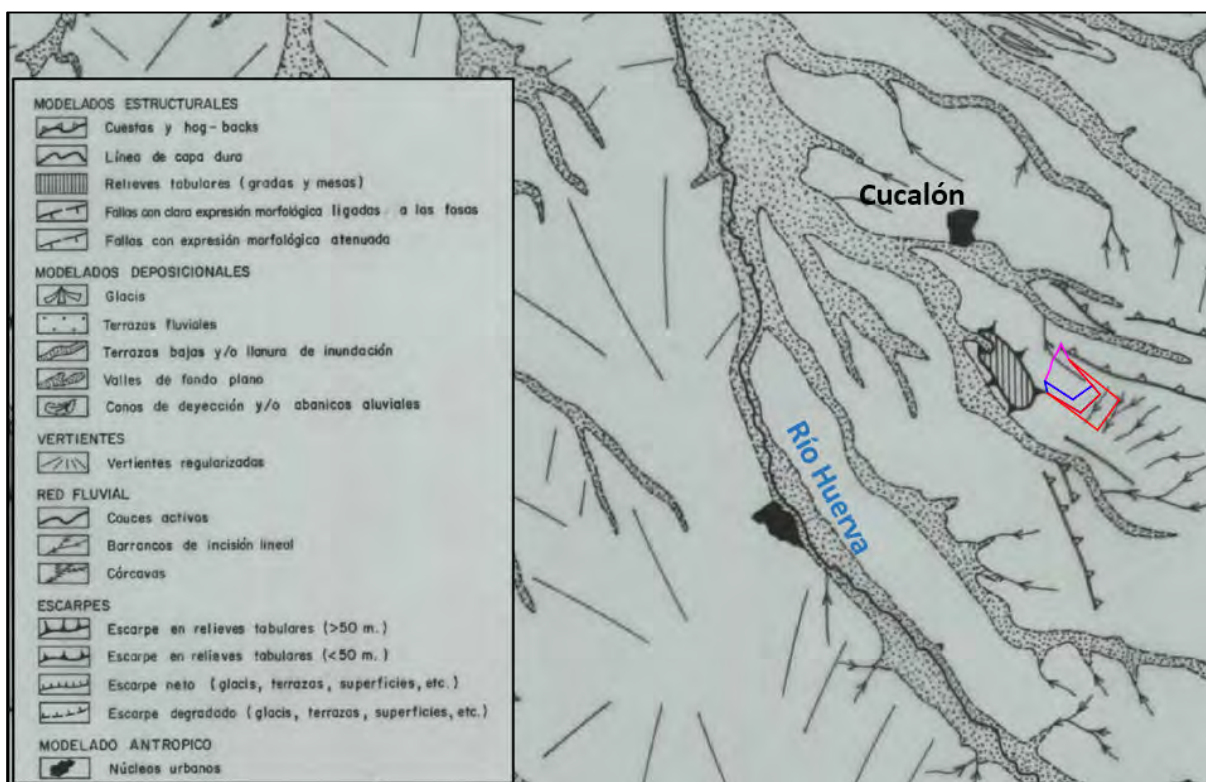 MODELADOS ESTRUCTURALES
Cuestas y hog-backs
Línea de capa dura
Relieves tabulares (gradas y mesas)
Fallas con clara expresión morfológica ligadas a las fosas
Fallas con expresión morfológica atenuada
MODELADOS DEPOSICIONALES
Glacis
Terrazas fluviales
Terrazas bajas y/o llanura de inundación
Valles de fondo plano
Conos de deyección y/o abanicos aluviales
VERTIENTES
Vertientes regularizadas
RED FLUVIAL
Cauces activos
Barrancos de incisión lineal
Cárcavas
ESCARPES
Escarpe en relieves tabulares (>50 m.)
Escarpe en relieves tabulares (<50 m.)
Escarpe neto (glacis, terrazas, superficies, etc.)
Escarpe degradado (glacis, terrazas, superficies, etc.)
MODELADO ANTROPICO
Núcleos urbanos
Cucalón
Río Huerva